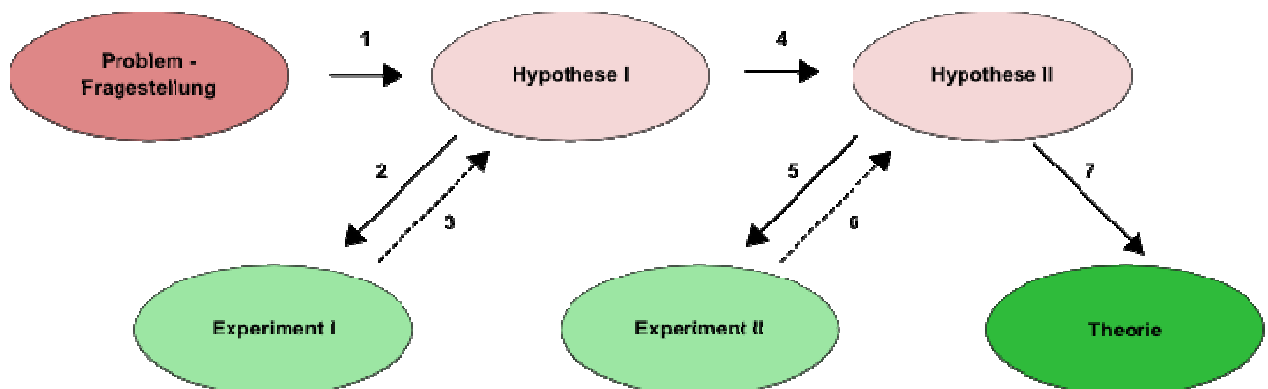 1
4
Problem -
Fragestellung
Hypothese I
Hypothese II
2
3
5
6
7
Experiment I
Experiment II
Theorie